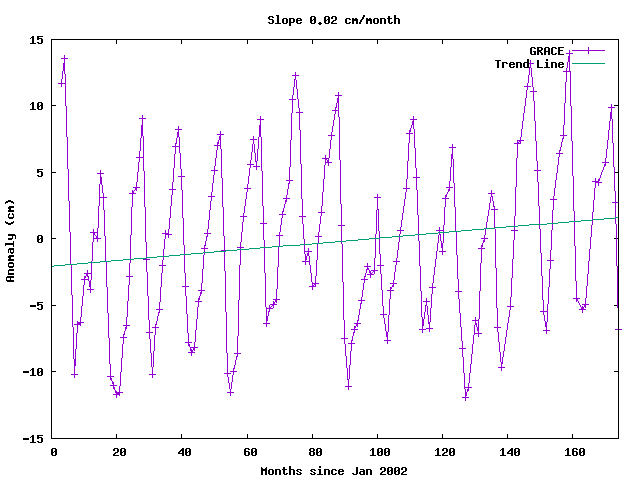 Slope 0.02 cm/month
GRACE
Trend Line
15
10
5
0
-5
-10
-15
Anomaly (cm)
0 20 40 60 80 100 120 140 160
Months since Jan 2002